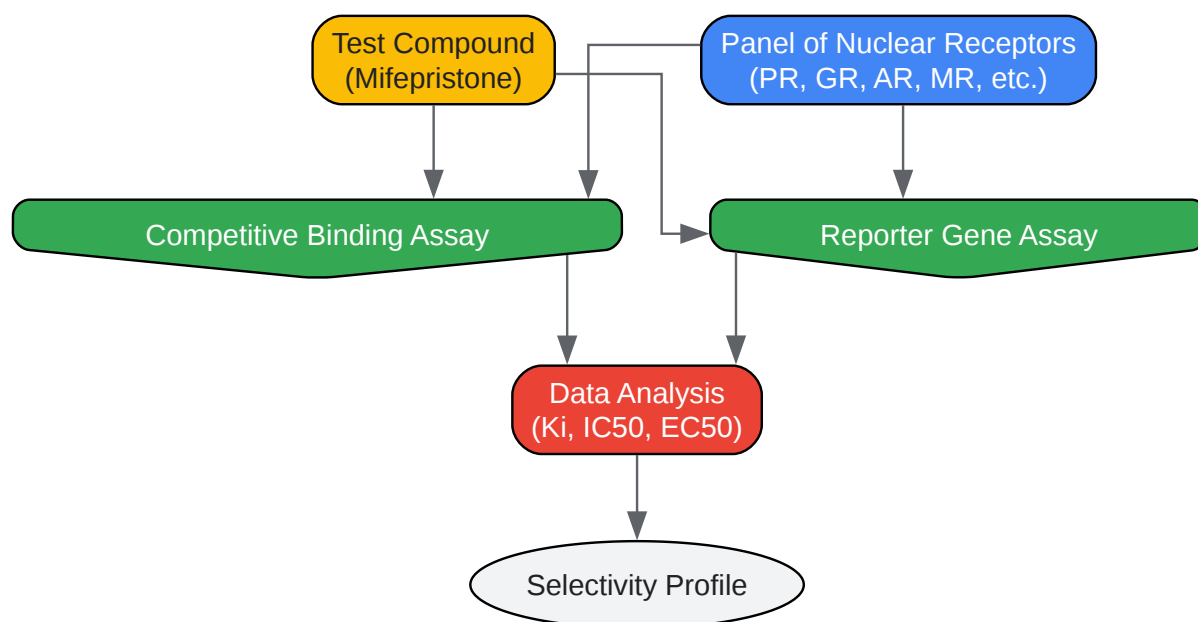 Test Compound
(Mifepristone)
Panel of Nuclear Receptors
(PR, GR, AR, MR, etc.)
Competitive Binding Assay
Reporter Gene Assay
Data Analysis
(Ki, IC50, EC50)
Selectivity Profile